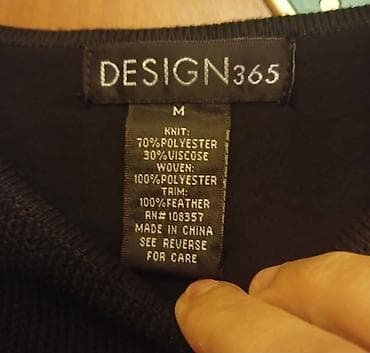 DESIGN365
M
KNIT:
70%POLYESTER
30%VISCOSE
WOVEN:
100%POLYESTER
TRIM:
100%FEATHER
RN#108357
MADE IN CHINA
SEE REVERSE
FOR CARE